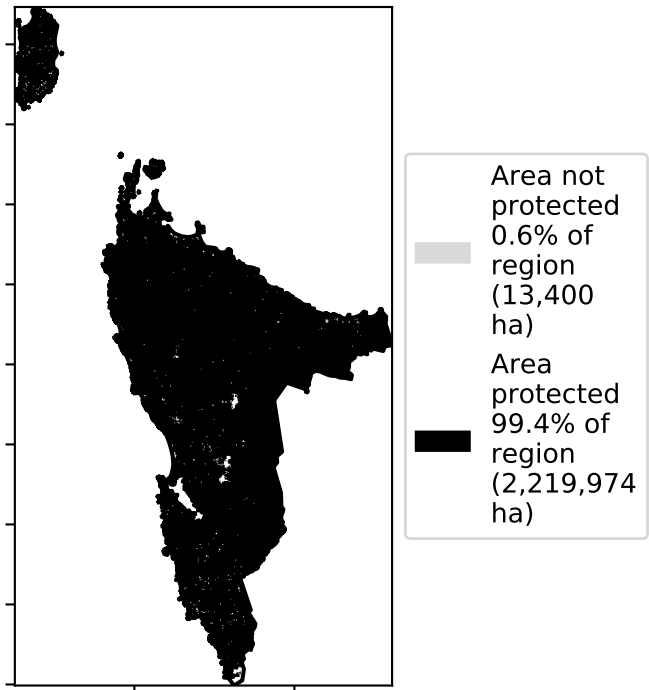 Area not
protected
0.6% of
region
(13,400
ha)
Area
protected
99.4% of
region
(2,219,974
ha)